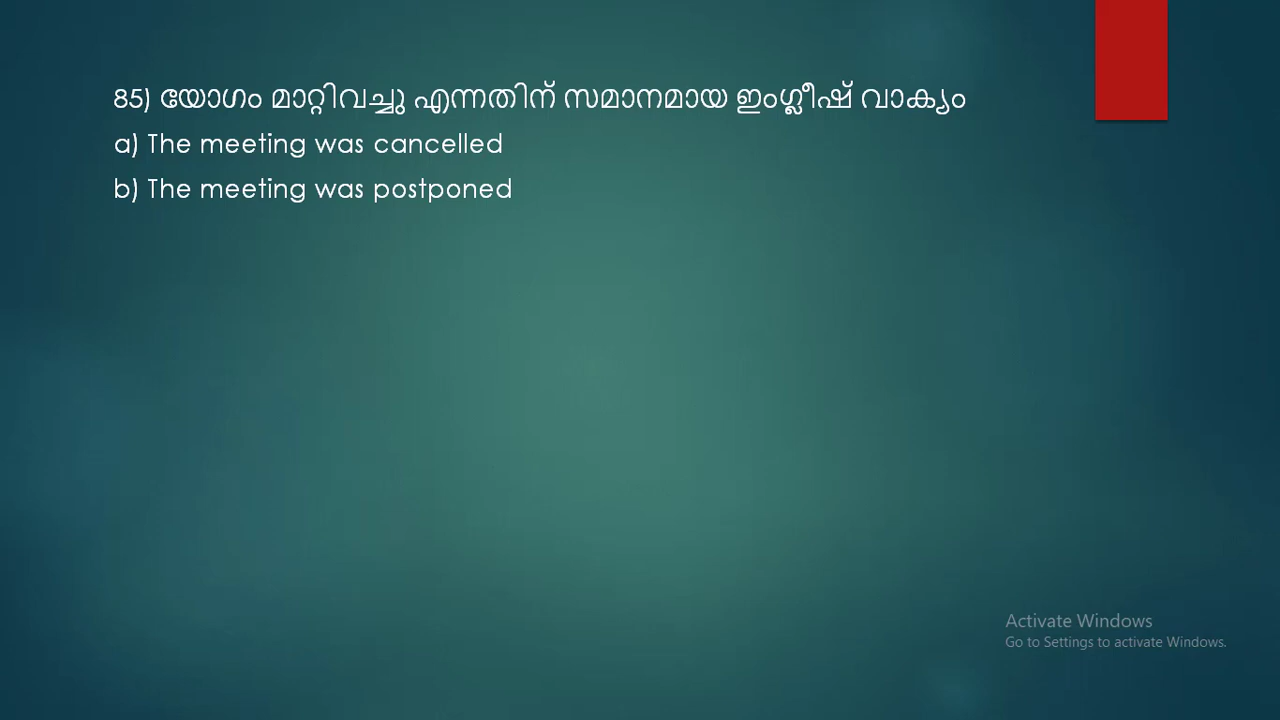 85) യോഗം മാറ്റിവച്ചു എന്നതിന് സമാനമായ ഇംഗ്ലീഷ് വാക്യം
a) The meeting was cancelled
b) The meeting was postponed
Activate Windows
Go to Settings to activate Windows.